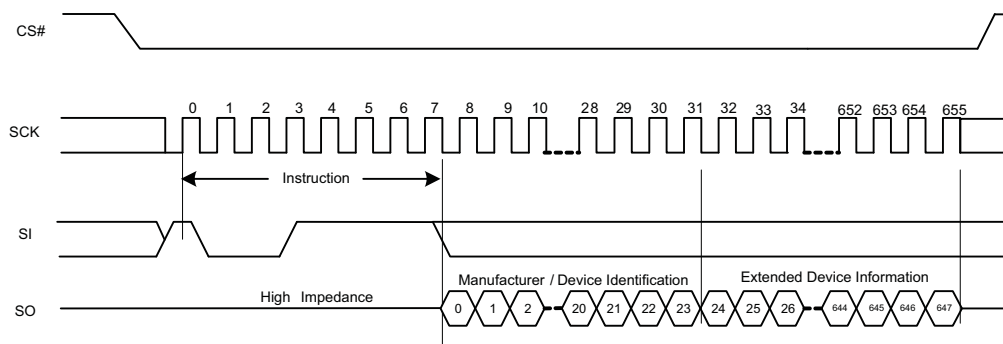 CS#
0 1 2 3 4 5 6 7 8 9 10 28 29 30 31 32 33 34 652 653 654 655
SCK
Instruction
SI
Manufacturer / Device Identification Extended Device Information
High Impedance
SO
0 1 2 20 21 22 23 24 25 26 644 645 646 647